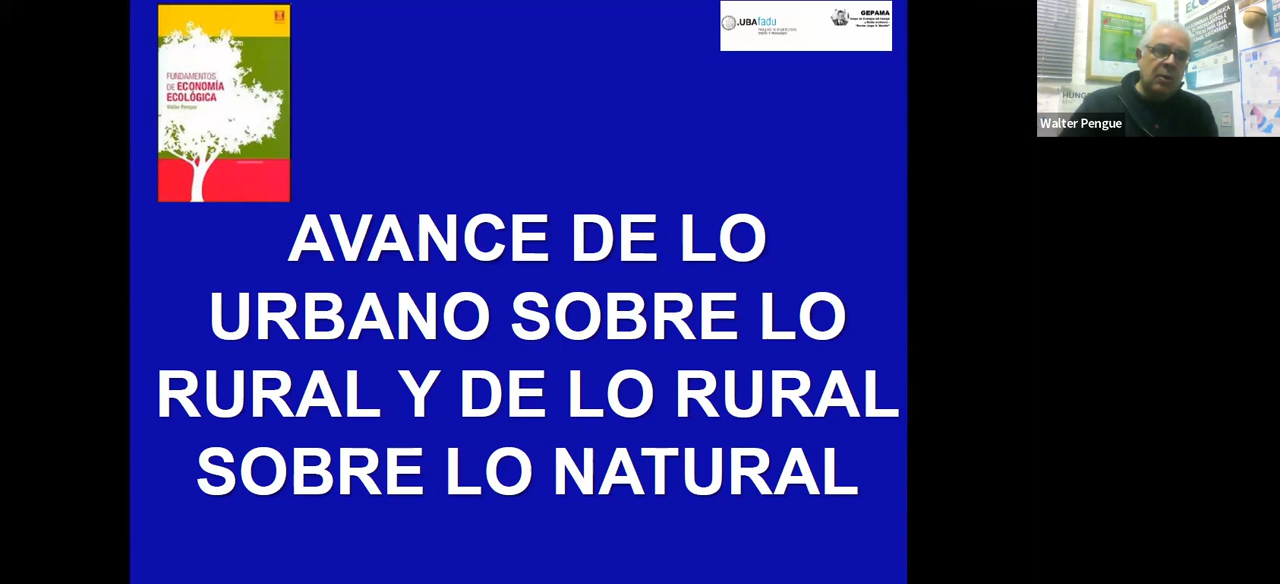 FUNDAMENTOS
DE ECONOMÍA
ECOLÓGICA
Walter Pengue
.UBAfadu
GEPAMA
AVANCE DE LO
URBANO SOBRE LO
RURAL Y DE LO RURAL
SOBRE LO NATURAL
HUNGE
Walter Pengue